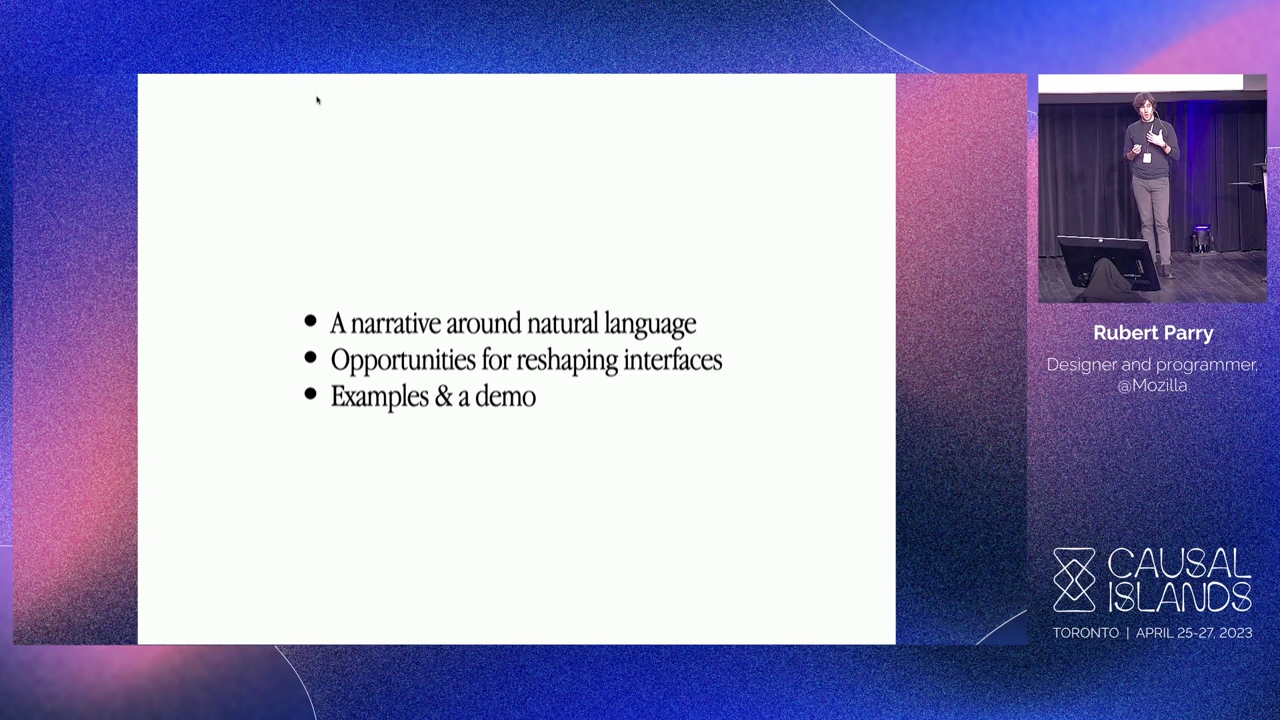 • A narrative around natural language
• Opportunities for reshaping interfaces
• Examples & a demo
Rubert Parry
Designer and programmer,
@Mozilla
CAUSAL
ISLANDS
TORONTO | APRIL 25-27, 2023